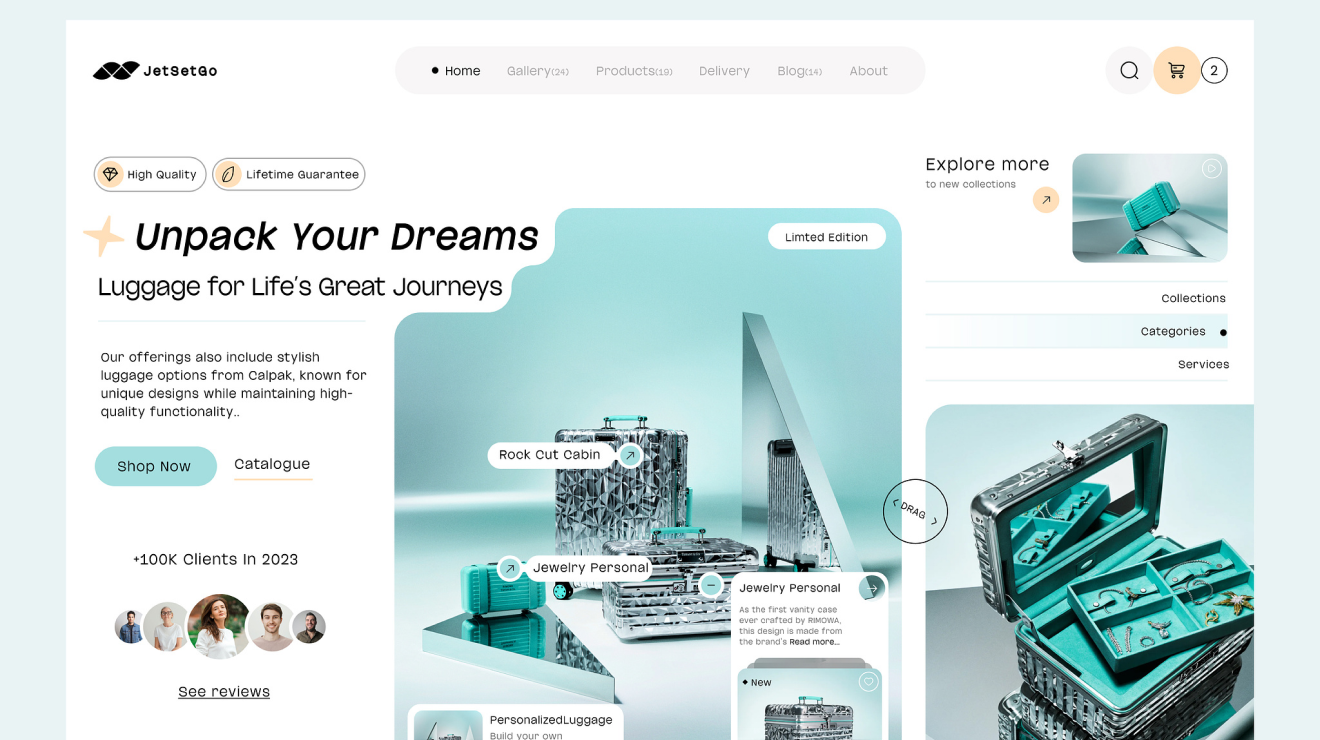 JetSetGo
Home
Gallery(24)
Products(19)
Delivery
Blog(14)
About
2
High Quality
Lifetime Guarantee
Unpack Your Dreams
Luggage for Life's Great Journeys
Our offerings also include stylish
luggage options from Calpak, known for
unique designs while maintaining high-
quality functionality..
Shop Now
Catalogue
+100K Clients In 2023
See reviews
Limted Edition
Rock Cut Cabin
Jewelry Personal
Jewelry Personal
As the first vanity case
ever crafted by RIMOWA,
this design is made from
the brand's Read more...
New
PersonalizedLuggage
Build your own
< DRAG >
Explore more
to new collections
Collections
Categories
Services